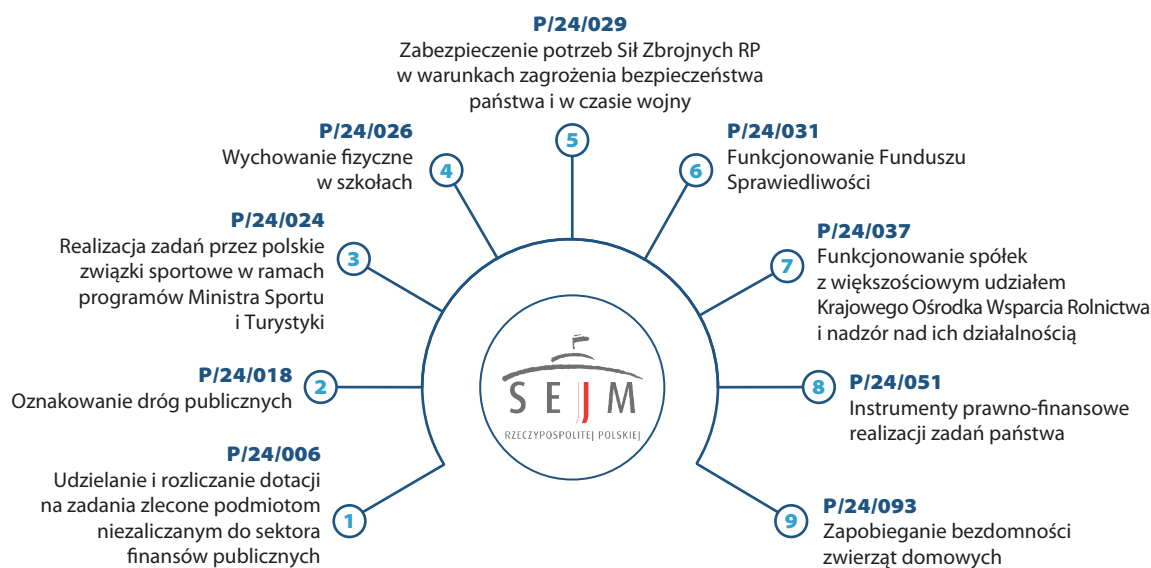 P/24/029
Zabezpieczenie potrzeb Sił Zbrojnych RP
w warunkach zagrożenia bezpieczeństwa
państwa i w czasie wojny
5
P/24/026
Wychowanie fizyczne
w szkołach
4
P/24/031
Funkcjonowanie Funduszu
Sprawiedliwości
6
P/24/024
Realizacja zadań przez polskie
związki sportowe w ramach
programów Ministra Sportu
i Turystyki
3
P/24/037
Funkcjonowanie spółek
z większościowym udziałem
Krajowego Ośrodka Wsparcia Rolnictwa
i nadzór nad ich działalnością
7
P/24/018
Oznakowanie dróg publicznych
2
SEJM
RZECZYPOSPOLITEJ POLSKIEJ
P/24/051
Instrumenty prawno-finansowe
realizacji zadań państwa
8
P/24/006
Udzielanie i rozliczanie dotacji
na zadania zlecone podmiotom
niezaliczanym do sektora
finansów publicznych
1
P/24/093
Zapobieganie bezdomności
zwierząt domowych
9